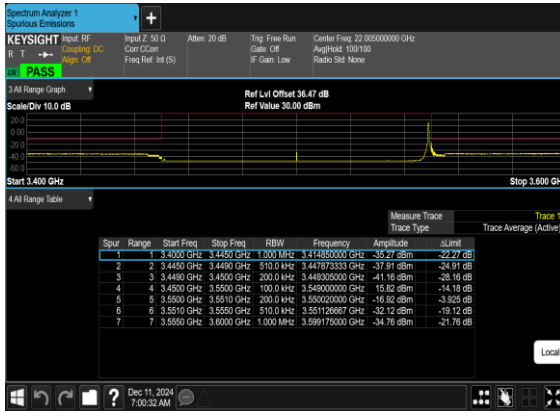 Spectrum Analyzer 1
Spurious Emissions
KEYSIGHT Input: RF Input Z: 50 Ω Atten: 20 dB Trig: Free Run Center Freq: 22.005000000 GHz
R T Coupling: DC Corr CCorr Gate: Off Avg|Hold: 100/100
Align: Off Freq Ref: Int (S) IF Gain: Low Radio Std: None
PASS
3 All Range Graph
Ref Lvl Offset 36.47 dB
Scale/Div 10.0 dB Ref Value 30.00 dBm
20.0
0.00
-20.0
-40.0
-60.0
Start 3.400 GHz Stop 3.600 GH
4 All Range Table
Measure Trace Trace 1
Trace Type Trace Average (Active)
Spur Range Start Freq Stop Freq RBW Frequency Amplitude ΔLimit
1 1 3.4000 GHz 3.4450 GHz 1.000 MHz 3.414850000 GHz -35.27 dBm -22.27 dB
2 2 3.4450 GHz 3.4490 GHz 510.0 kHz 3.447873333 GHz -37.91 dBm -24.91 dB
3 3 3.4490 GHz 3.4500 GHz 200.0 kHz 3.449305000 GHz -41.16 dBm -28.16 dB
4 4 3.4500 GHz 3.5500 GHz 100.0 kHz 3.549000000 GHz 15.82 dBm -14.18 dB
5 5 3.5500 GHz 3.5510 GHz 200.0 kHz 3.550020000 GHz -16.92 dBm -3.925 dB
6 6 3.5510 GHz 3.5550 GHz 510.0 kHz 3.551126667 GHz -32.12 dBm -19.12 dB
7 7 3.5550 GHz 3.6000 GHz 1.000 MHz 3.599175000 GHz -34.76 dBm -21.76 dB
Local
? Dec 11, 2024
7:00:32 AM